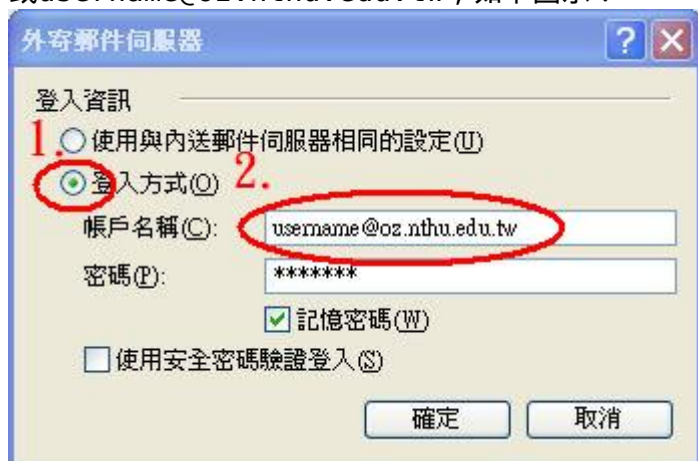 外寄郵件伺服器
登入資訊
1.
使用與內送郵件伺服器相同的設定(U)
登入方式(O)
2.
帳戶名稱(C): username@oz.nthu.edu.tw
密碼(P): *******
記憶密碼(W)
使用安全密碼驗證登入(S)
確定 取消